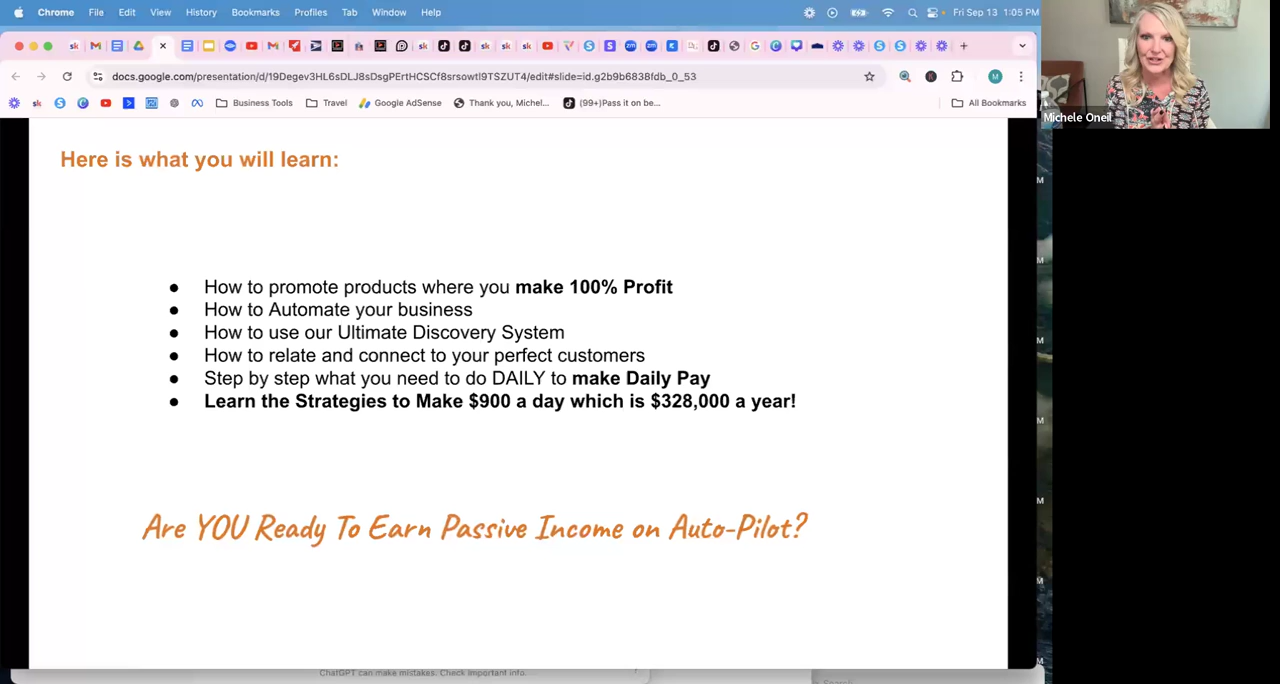 Chrome File Edit View History Bookmarks Profiles Tab Window Help Fri Sep 13 1:05 PM
docs.google.com/presentation/d/19Degev3HL6sDLJ8sDsgPErtHCSCf8srsowtI9TSZUT4/edit#slide=id.g2b9b6838fdb_0_53
Business Tools Travel Google AdSense Thank you, Michel... (99+)Pass it on be... All Bookmarks
Michele Oneil
Here is what you will learn:
● How to promote products where you make 100% Profit
● How to Automate your business
● How to use our Ultimate Discovery System
● How to relate and connect to your perfect customers
● Step by step what you need to do DAILY to make Daily Pay
● Learn the Strategies to Make $900 a day which is $328,000 a year!
Are YOU Ready To Earn Passive Income on Auto-Pilot?
ChatGPT can make mistakes. Check important info.